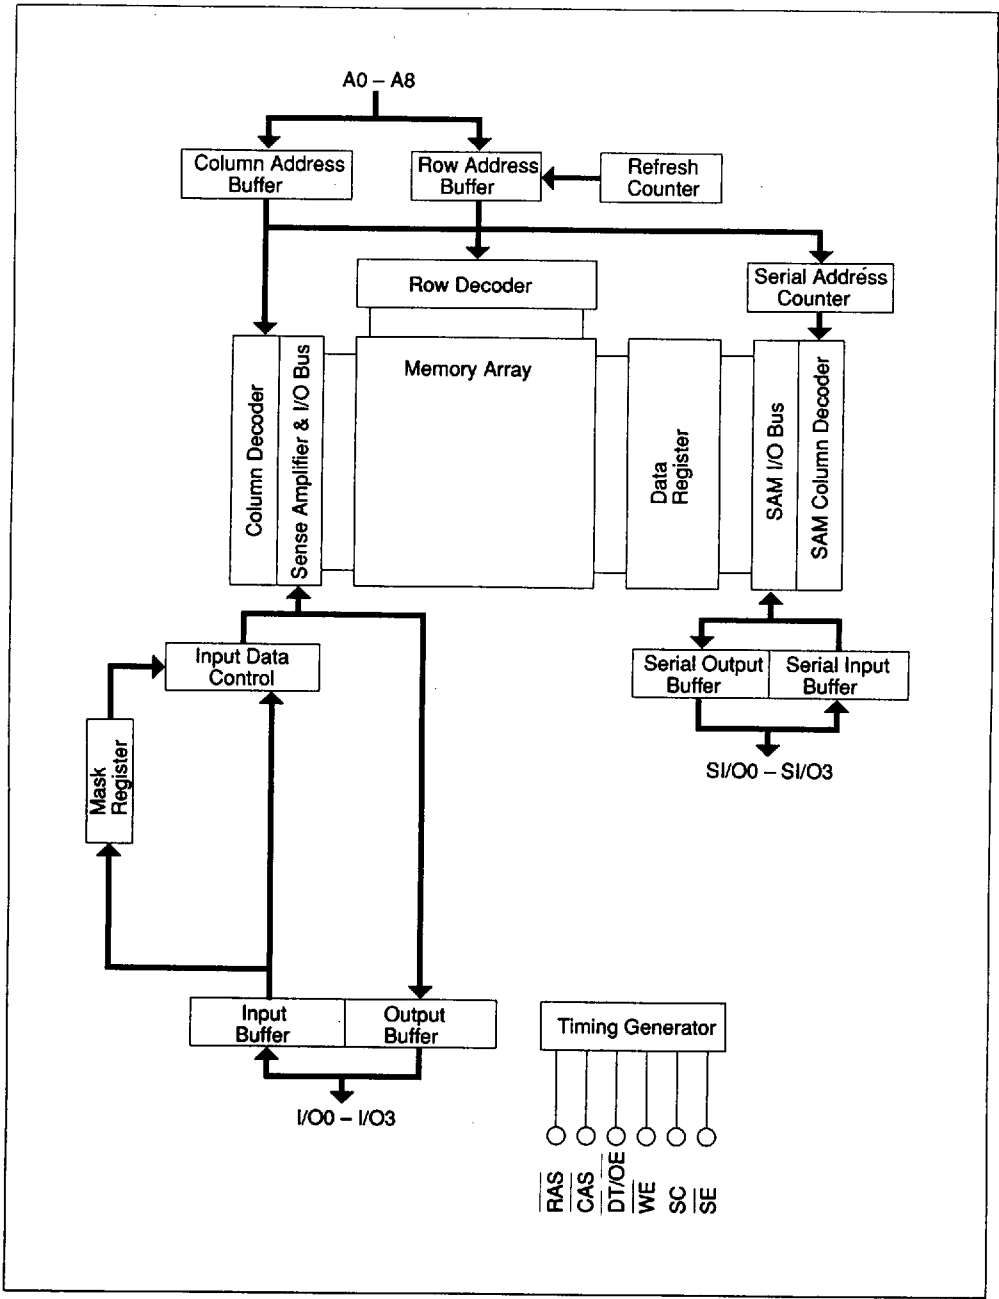 A0 – A8
Column Address
Buffer
Row Address
Buffer
Refresh
Counter
Row Decoder
Serial Address
Counter
Column Decoder
Sense Amplifier & I/O Bus
Memory Array
Data
Register
SAM I/O Bus
SAM Column Decoder
Input Data
Control
Serial Output
Buffer
Serial Input
Buffer
Mask
Register
SI/O0 – SI/O3
Input
Buffer
Output
Buffer
Timing Generator
I/O0 – I/O3
RAS
CAS
DT/OE
WE
SC
SE